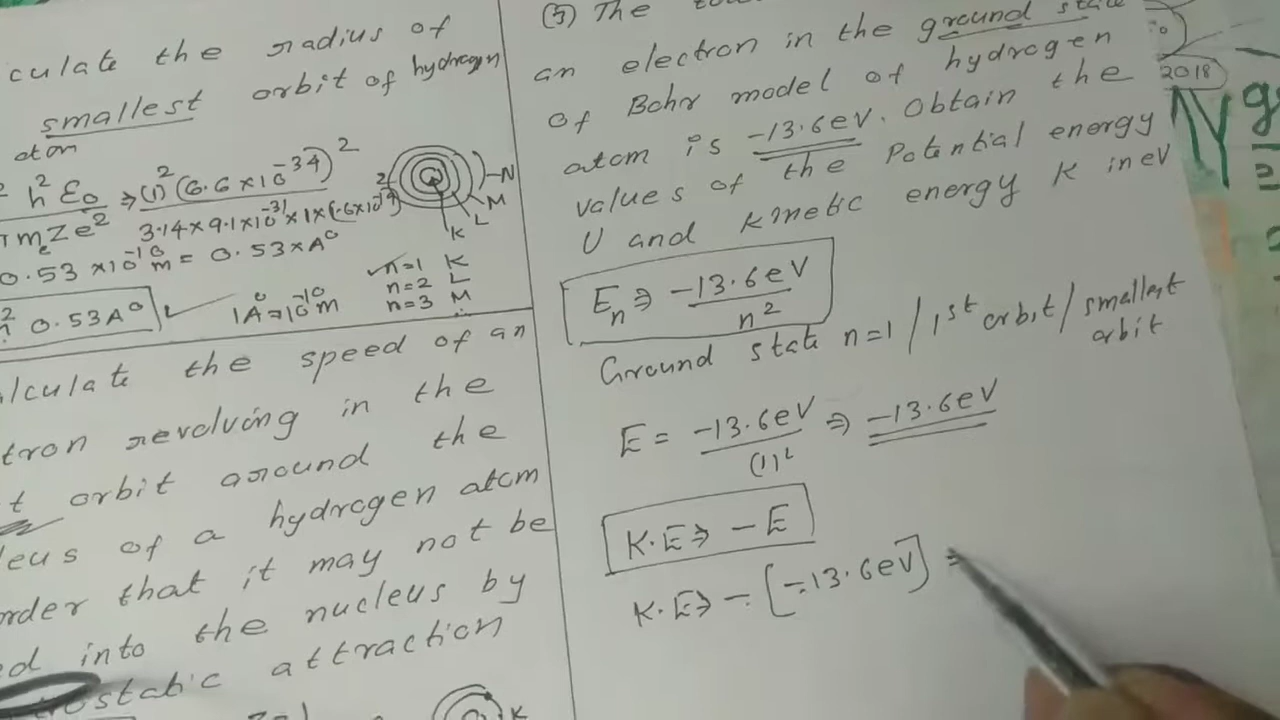 culate the radius of
smallest orbit of hydrogen
atom
h² ε₀ ⇒ (1)² (6.6×10⁻³⁴)²
πmₑZe² 3.14×9.1×10⁻³¹×1×(1.6×10⁻¹⁹)
0.53×10⁻¹⁰m = 0.53×A°
0.53A° 1A°=10⁻¹⁰m
n=1 K
n=2 L
n=3 M
N
M
L
K
lculate the speed of an
tron revolving in the
t orbit around the
leus of a hydrogen atom
order that it may not be
ed into the nucleus by
static attraction
K
(5) The
an electron in the ground state
of Bohr model of hydrogen
atom is -13.6eV. Obtain the
values of the Potential energy
U and kinetic energy K in eV
Eₙ ⇒ -13.6eV / n²
Ground state n=1 / 1st orbit / smallest
orbit
E = -13.6eV / (1)² ⇒ -13.6eV
K.E ⇒ -E
K.E ⇒ - [-13.6eV] =
2018